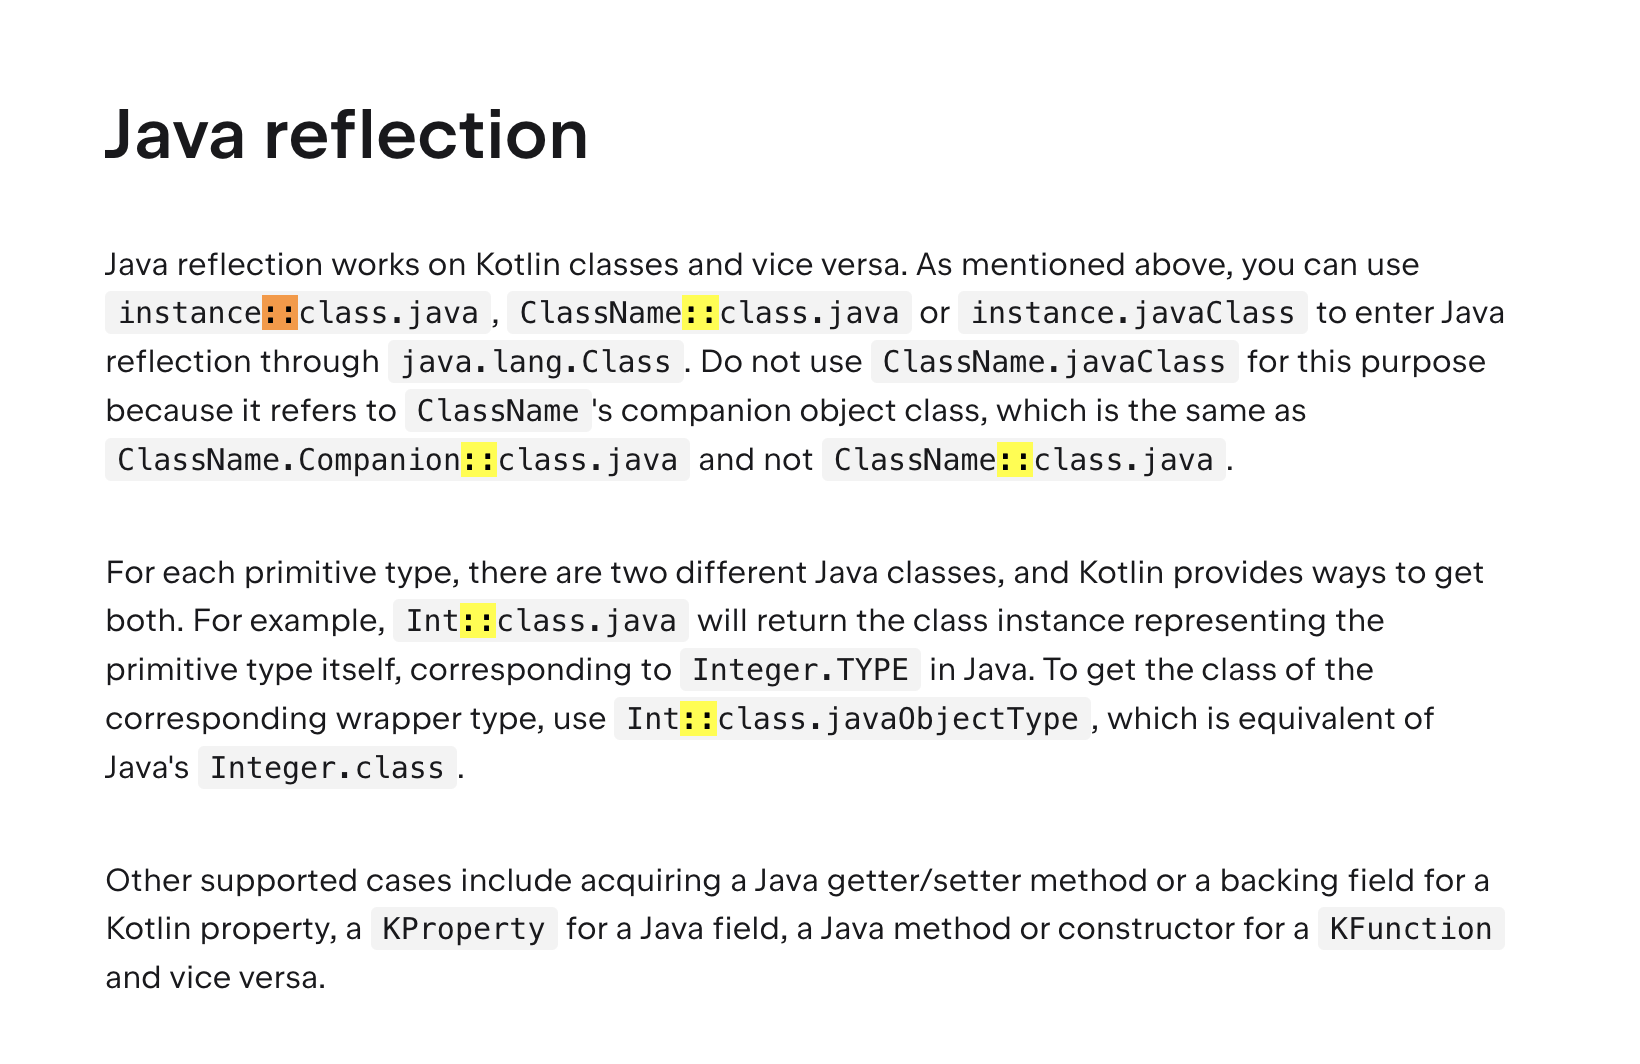 Java reflection
Java reflection works on Kotlin classes and vice versa. As mentioned above, you can use
instance::class.java, ClassName::class.java or instance.javaClass to enter Java
reflection through java.lang.Class. Do not use ClassName.javaClass for this purpose
because it refers to ClassName's companion object class, which is the same as
ClassName.Companion::class.java and not ClassName::class.java.
For each primitive type, there are two different Java classes, and Kotlin provides ways to get
both. For example, Int::class.java will return the class instance representing the
primitive type itself, corresponding to Integer.TYPE in Java. To get the class of the
corresponding wrapper type, use Int::class.javaObjectType, which is equivalent of
Java's Integer.class.
Other supported cases include acquiring a Java getter/setter method or a backing field for a
Kotlin property, a KProperty for a Java field, a Java method or constructor for a KFunction
and vice versa.